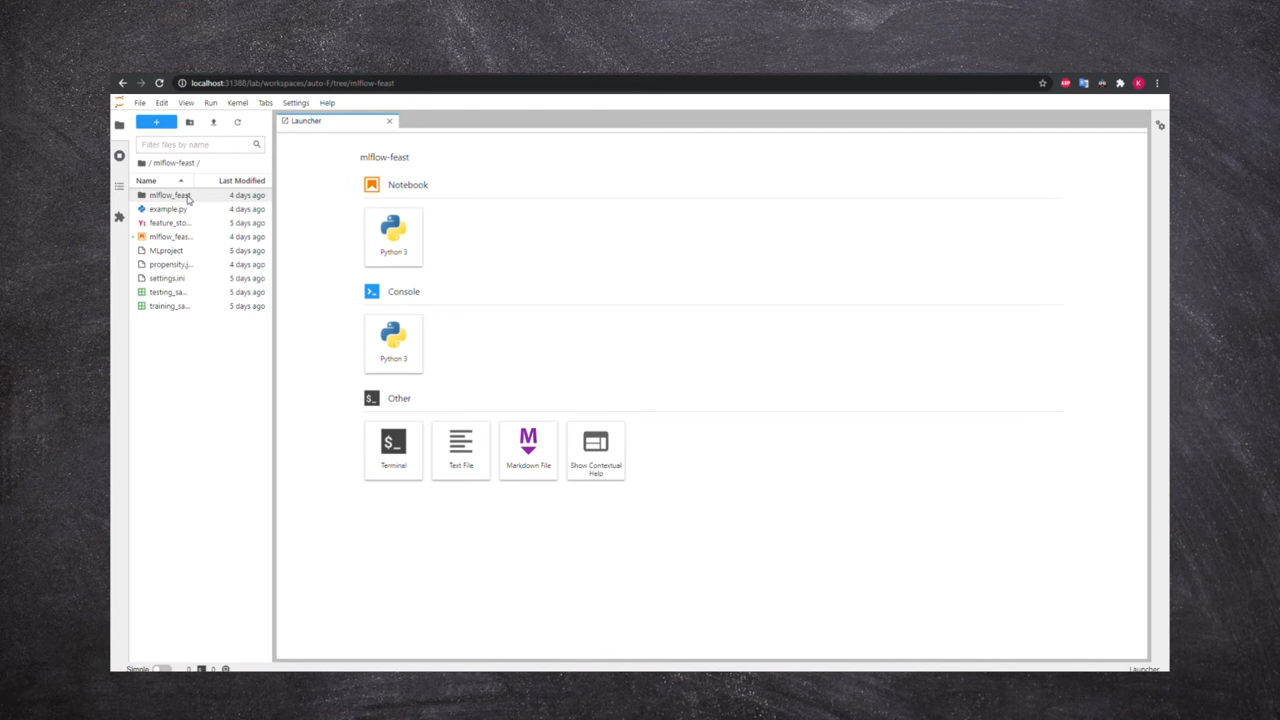 localhost:31388/lab/workspaces/auto-F/tree/mlflow-feast
File Edit View Run Kernel Tabs Settings Help
Launcher
Filter files by name
/ mlflow-feast /
Name Last Modified
mlflow_feast 4 days ago
example.py 4 days ago
feature_sto... 5 days ago
mlflow_feas... 4 days ago
MLproject 5 days ago
propensity.j... 4 days ago
settings.ini 5 days ago
testing_sa... 5 days ago
training_sa... 5 days ago
mlflow-feast
Notebook
Python 3
Console
Python 3
$_ Other
$_
Terminal
Text File
M
Markdown File
Show Contextual
Help
Simple 0 0
Launcher